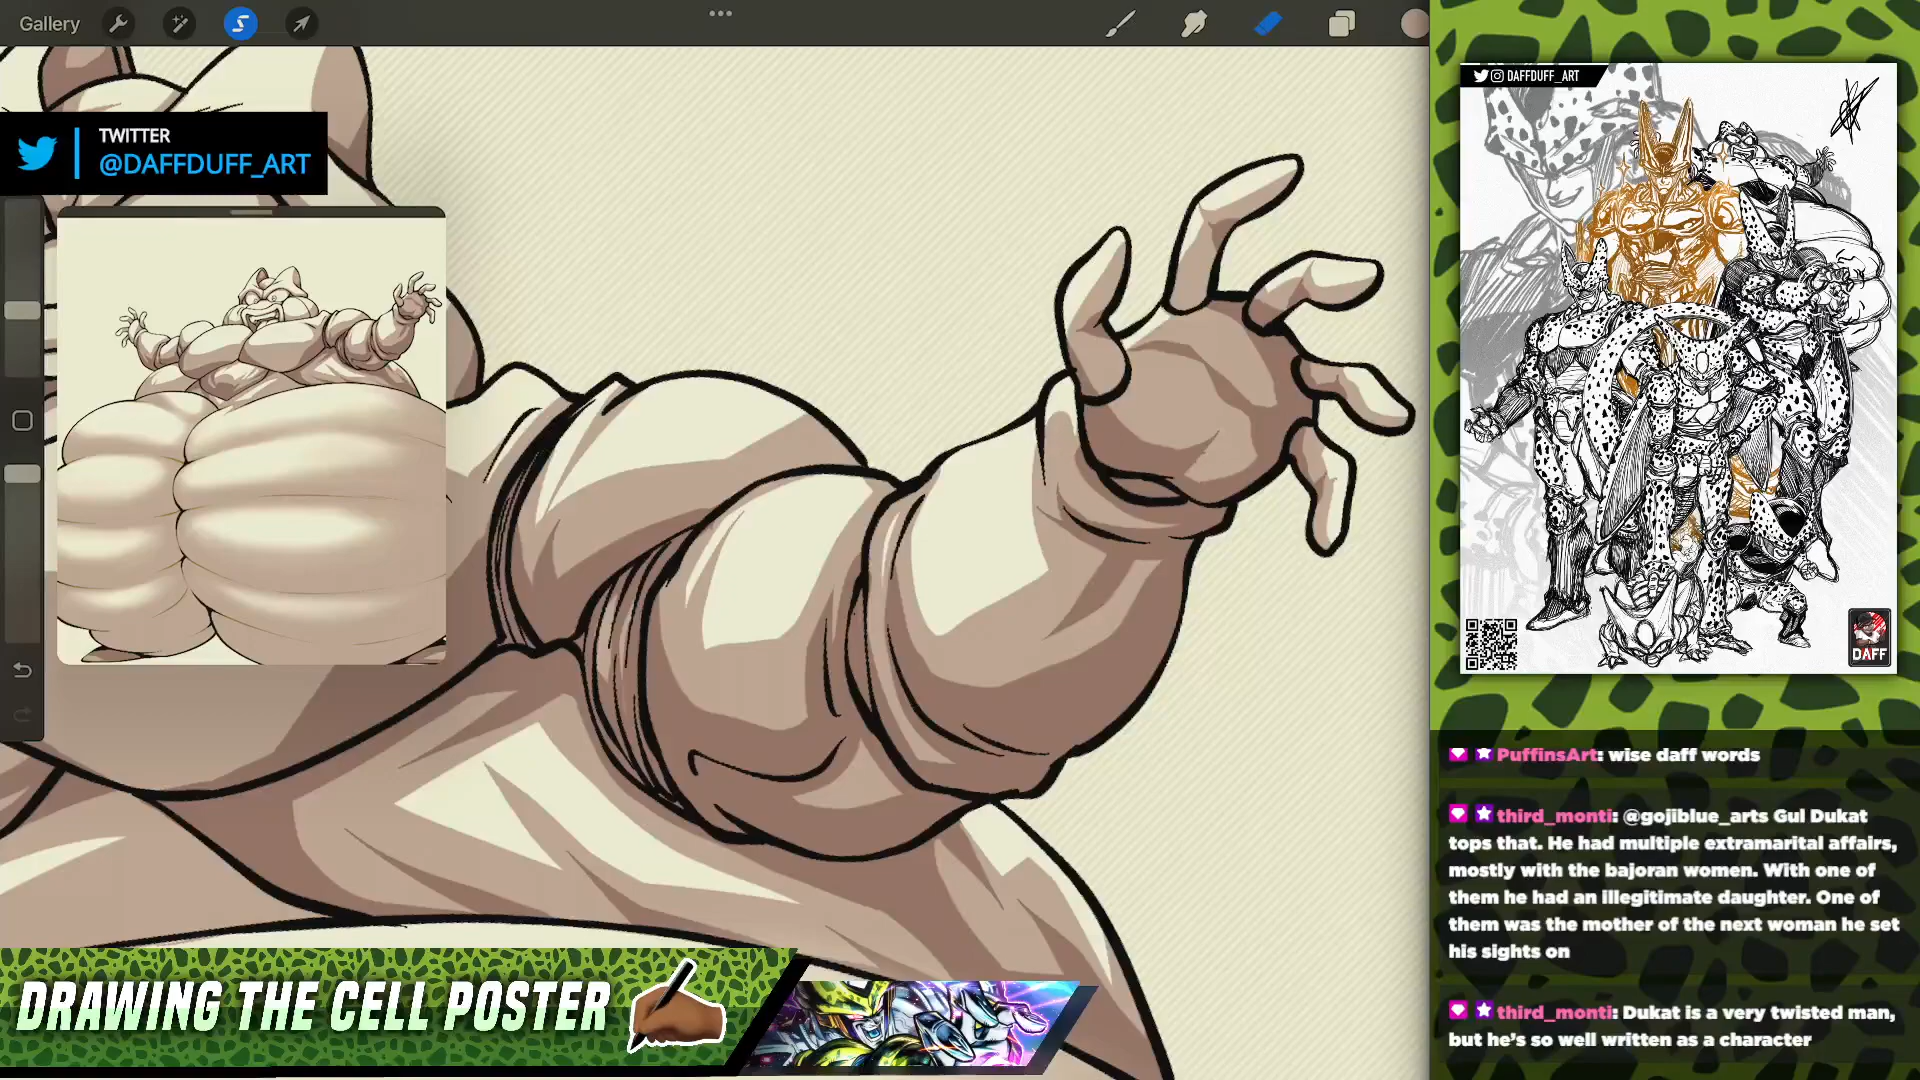 Gallery
TWITTER
@DAFFDUFF_ART
DAFFDUFF_ART
DAFF
PuffinsArt: wise daff words
third_monti: @gojiblue_arts Gul Dukat
tops that. He had multiple extramarital affairs,
mostly with the bajoran women. With one of
them he had an illegitimate daughter. One of
them was the mother of the next woman he set
his sights on
third_monti: Dukat is a very twisted man,
but he's so well written as a character
DRAWING THE CELL POSTER